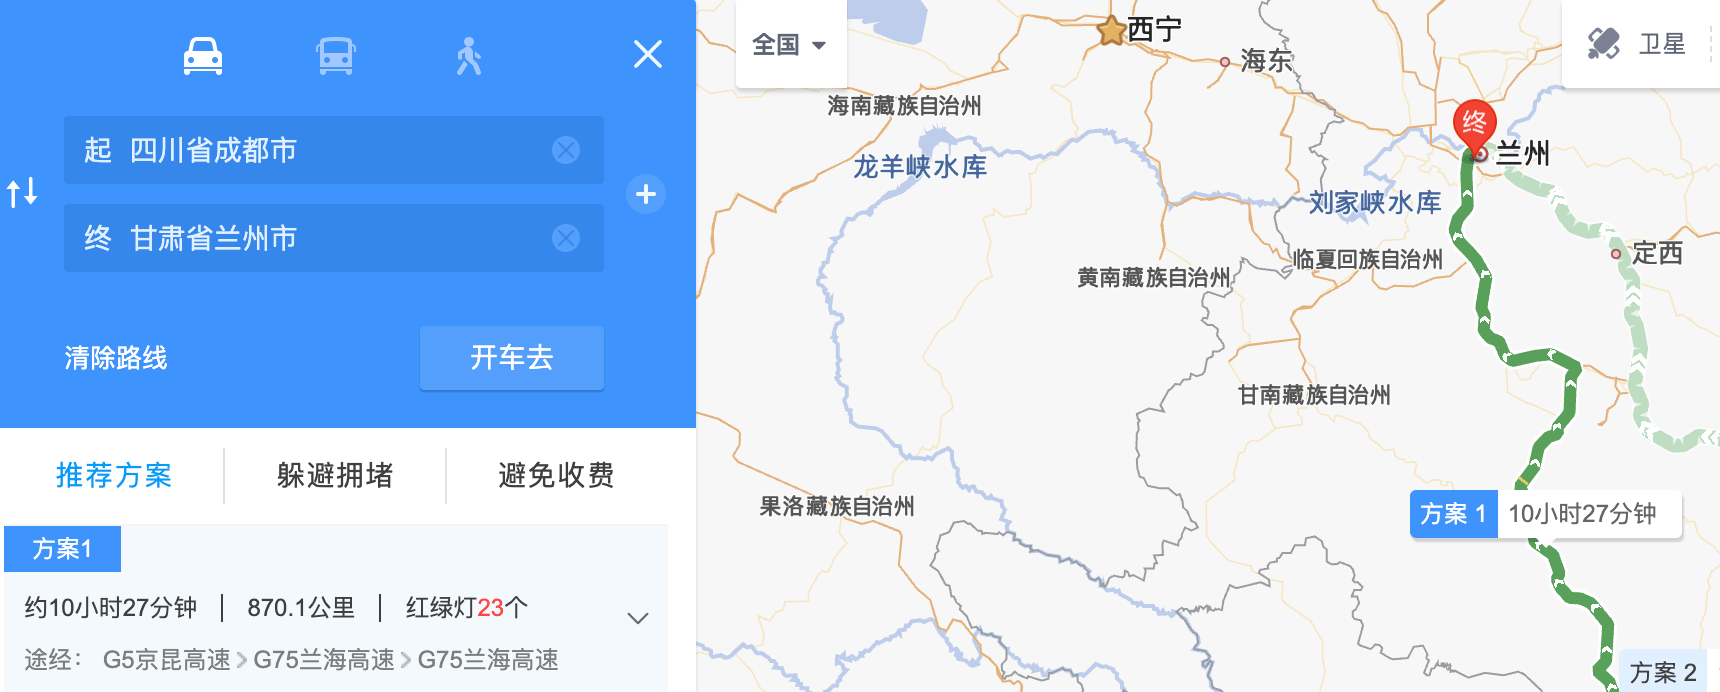 起 四川省成都市
终 甘肃省兰州市
清除路线
开车去
推荐方案
躲避拥堵
避免收费
方案1
约10小时27分钟 | 870.1公里 | 红绿灯23个
途经： G5京昆高速 > G75兰海高速 > G75兰海高速
全国
卫星
西宁
海东
海南藏族自治州
终
兰州
龙羊峡水库
刘家峡水库
定西
临夏回族自治州
黄南藏族自治州
甘南藏族自治州
果洛藏族自治州
方案 1 10小时27分钟
方案 2